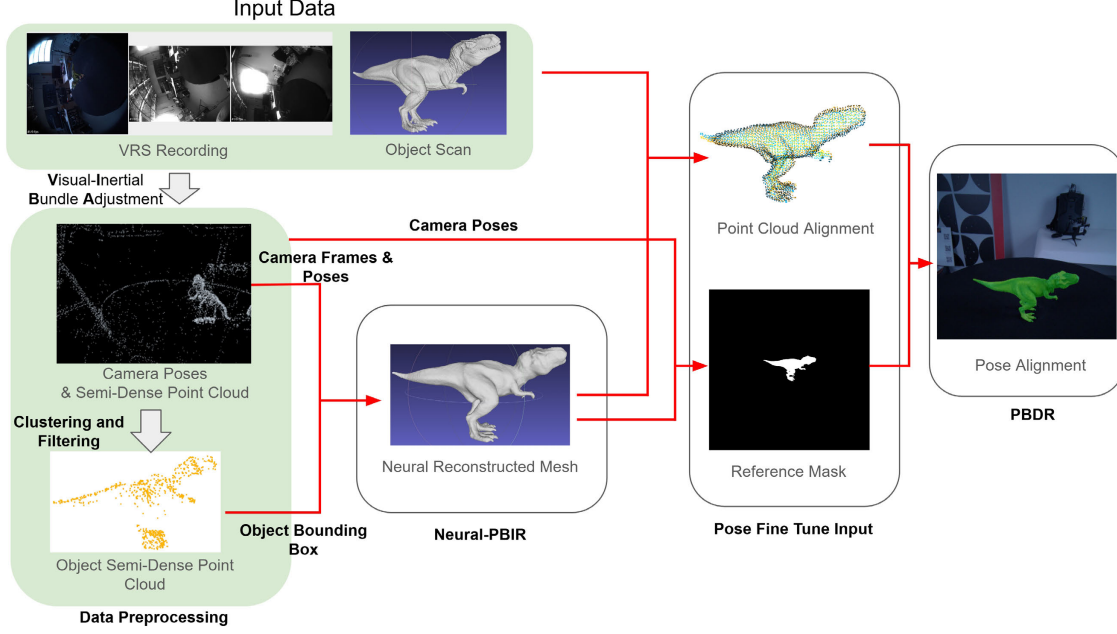 Input Data
VRS Recording
Object Scan
Visual-Inertial
Bundle Adjustment
Camera Poses
& Semi-Dense Point Cloud
Clustering and
Filtering
Object Semi-Dense Point
Cloud
Data Preprocessing
Camera Poses
Camera Frames &
Poses
Object Bounding
Box
Neural Reconstructed Mesh
Neural-PBIR
Point Cloud Alignment
Reference Mask
Pose Fine Tune Input
Pose Alignment
PBDR